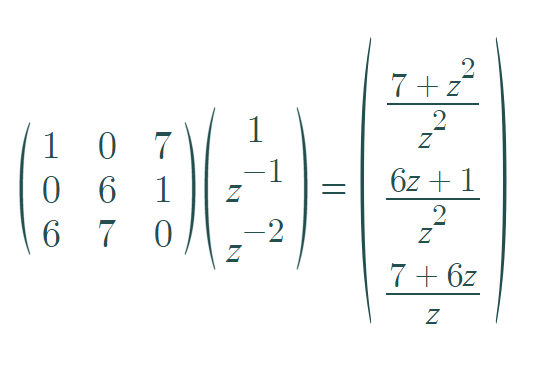 ( 1 0 7 ; 0 6 1 ; 6 7 0 ) ( 1 ; z^{-1} ; z^{-2} ) = ( (7 + z^2)/z^2 ; (6z + 1)/z^2 ; (7 + 6z)/z )